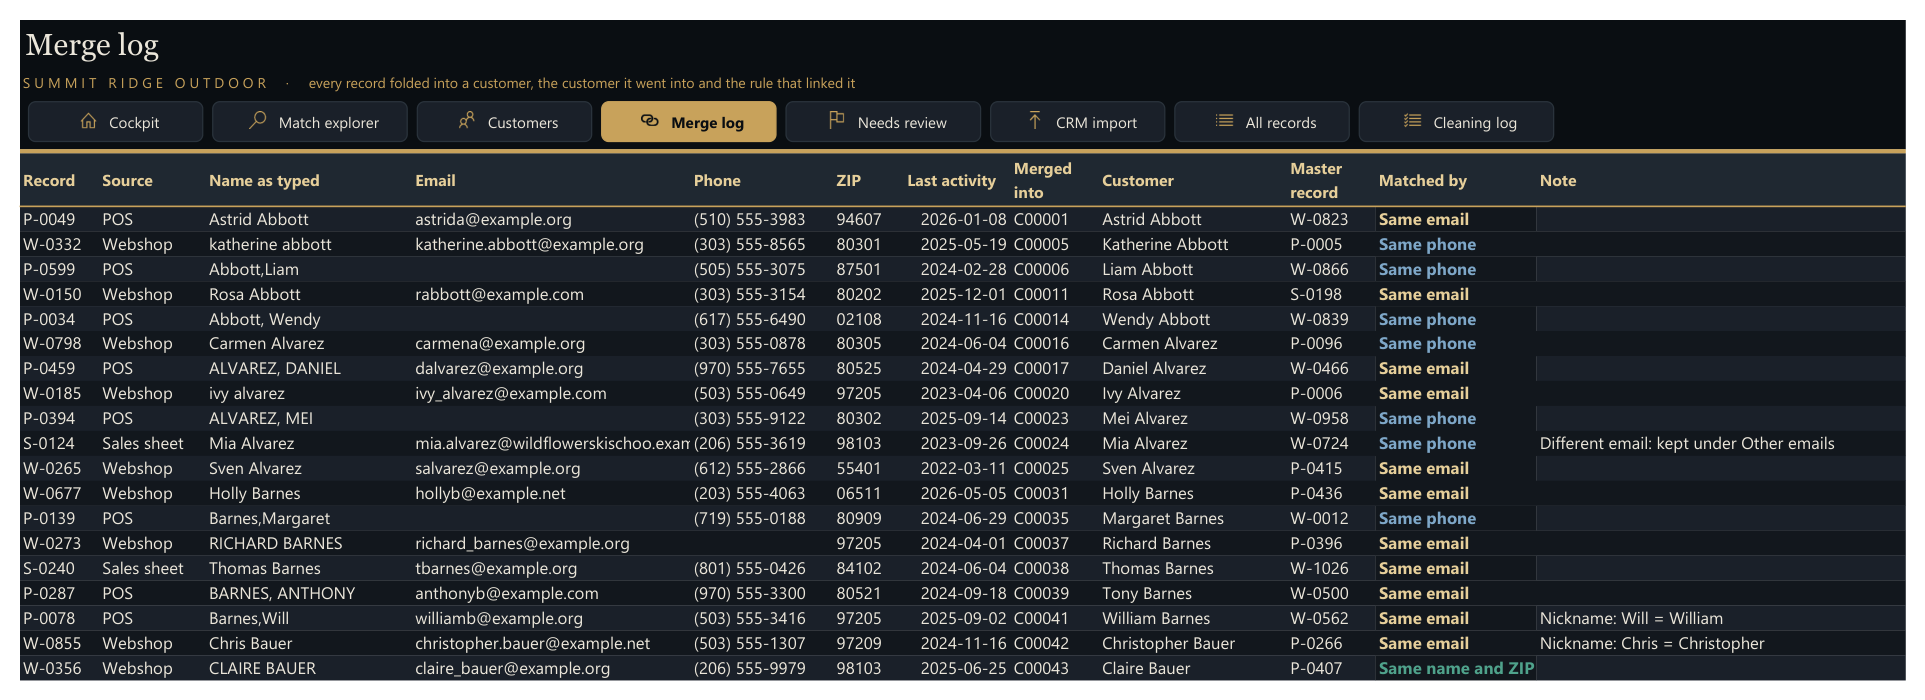 Merge log
SUMMIT RIDGE OUTDOOR · every record folded into a customer, the customer it went into and the rule that linked it
Cockpit Match explorer Customers Merge log Needs review CRM import All records Cleaning log
Record Source Name as typed Email Phone ZIP Last activity Merged into Customer Master record Matched by Note
P-0049 POS Astrid Abbott astrida@example.org (510) 555-3983 94607 2026-01-08 C00001 Astrid Abbott W-0823 Same email
W-0332 Webshop katherine abbott katherine.abbott@example.org (303) 555-8565 80301 2025-05-19 C00005 Katherine Abbott P-0005 Same phone
P-0599 POS Abbott,Liam (505) 555-3075 87501 2024-02-28 C00006 Liam Abbott W-0866 Same phone
W-0150 Webshop Rosa Abbott rabbott@example.com (303) 555-3154 80202 2025-12-01 C00011 Rosa Abbott S-0198 Same email
P-0034 POS Abbott, Wendy (617) 555-6490 02108 2024-11-16 C00014 Wendy Abbott W-0839 Same phone
W-0798 Webshop Carmen Alvarez carmena@example.org (303) 555-0878 80305 2024-06-04 C00016 Carmen Alvarez P-0096 Same phone
P-0459 POS ALVAREZ, DANIEL dalvarez@example.org (970) 555-7655 80525 2024-04-29 C00017 Daniel Alvarez W-0466 Same email
W-0185 Webshop ivy alvarez ivy_alvarez@example.com (503) 555-0649 97205 2023-04-06 C00020 Ivy Alvarez P-0006 Same email
P-0394 POS ALVAREZ, MEI (303) 555-9122 80302 2025-09-14 C00023 Mei Alvarez W-0958 Same phone
S-0124 Sales sheet Mia Alvarez mia.alvarez@wildflowerskischoo.exam (206) 555-3619 98103 2023-09-26 C00024 Mia Alvarez W-0724 Same phone Different email: kept under Other emails
W-0265 Webshop Sven Alvarez salvarez@example.org (612) 555-2866 55401 2022-03-11 C00025 Sven Alvarez P-0415 Same email
W-0677 Webshop Holly Barnes hollyb@example.net (203) 555-4063 06511 2026-05-05 C00031 Holly Barnes P-0436 Same email
P-0139 POS Barnes,Margaret (719) 555-0188 80909 2024-06-29 C00035 Margaret Barnes W-0012 Same phone
W-0273 Webshop RICHARD BARNES richard_barnes@example.org 97205 2024-04-01 C00037 Richard Barnes P-0396 Same email
S-0240 Sales sheet Thomas Barnes tbarnes@example.org (801) 555-0426 84102 2024-06-04 C00038 Thomas Barnes W-1026 Same email
P-0287 POS BARNES, ANTHONY anthonyb@example.com (970) 555-3300 80521 2024-09-18 C00039 Tony Barnes W-0500 Same email
P-0078 POS Barnes,Will williamb@example.org (503) 555-3416 97205 2025-09-02 C00041 William Barnes W-0562 Same email Nickname: Will = William
W-0855 Webshop Chris Bauer christopher.bauer@example.net (503) 555-1307 97209 2024-11-16 C00042 Christopher Bauer P-0266 Same email Nickname: Chris = Christopher
W-0356 Webshop CLAIRE BAUER claire_bauer@example.org (206) 555-9979 98103 2025-06-25 C00043 Claire Bauer P-0407 Same name and ZIP